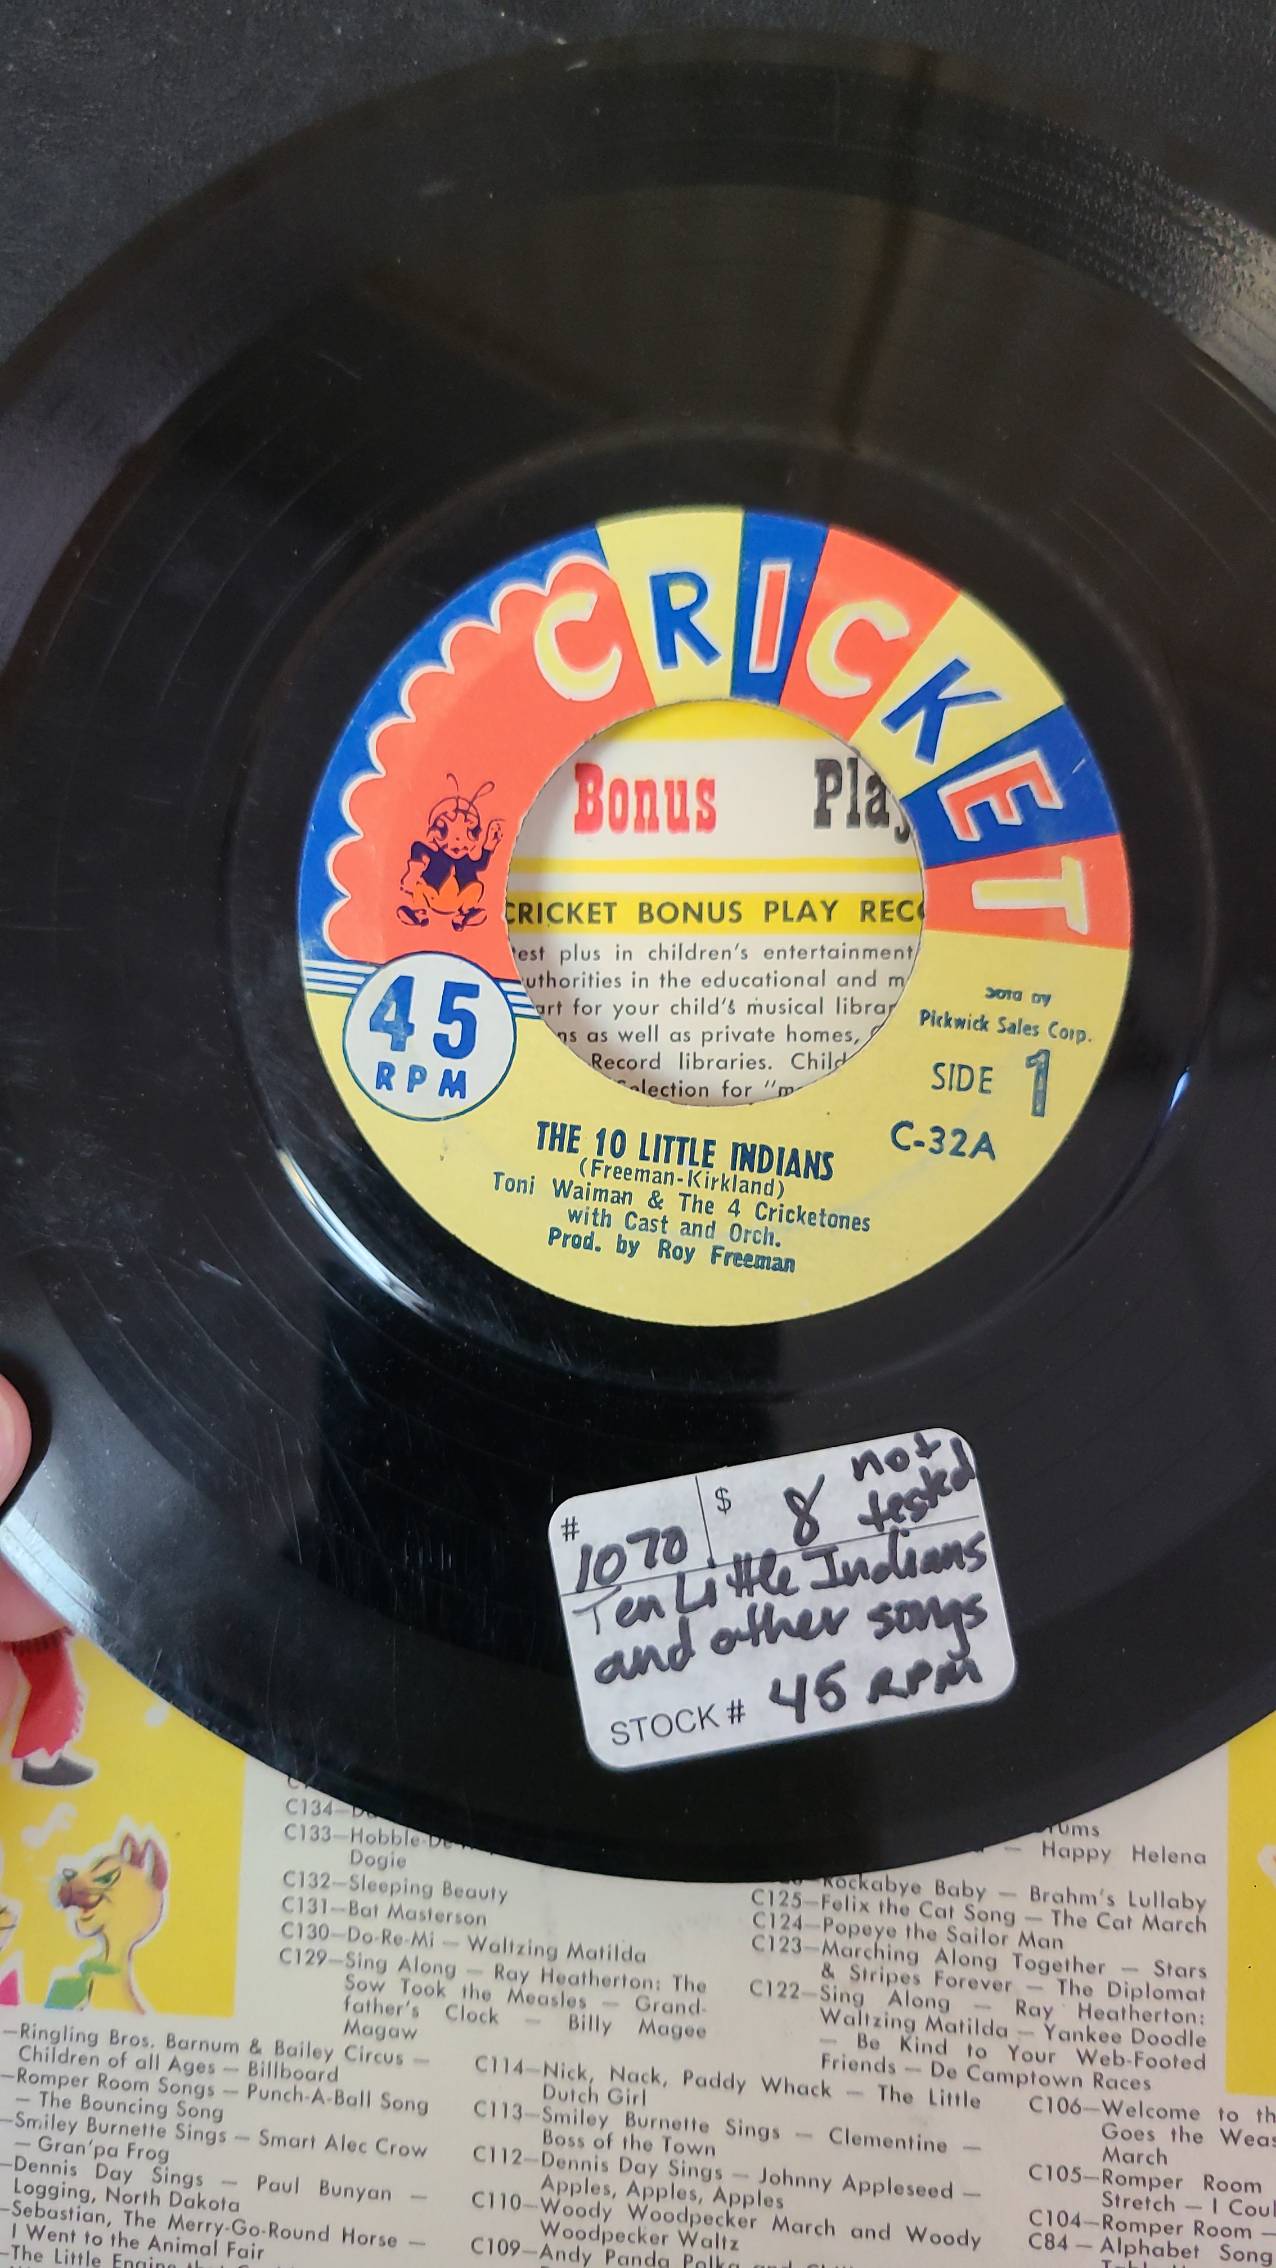 CRICKET
Bonus Play
CRICKET BONUS PLAY
est plus in children's entertainment
uthorities in the educational and
art for your child's musical
as well as private homes,
Record libraries.
for
45
RPM
Sold by
Pickwick Sales Corp.
SIDE 1
C-32A
THE 10 LITTLE INDIANS
(Freeman-Kirkland)
Toni Waiman & The 4 Cricketones
with Cast and Orch.
Prod. by Roy Freeman
# 1070
$ 8 not
tested
Ten Little Indians
and other songs
STOCK# 45 RPM
C134—
C133—Hobble-
Dogie
C132—Sleeping Beauty
C131—Bat Masterson
C130—Do-Re-Mi — Waltzing Matilda
C129—Sing Along — Ray Heatherton: The
Sow Took the Measles — Grand-
father's Clock — Billy Magee
Magaw
— Happy Helena
Rockabye Baby — Brahm's Lullaby
C125—Felix the Cat Song — The Cat March
C124—Popeye the Sailor Man
C123—Marching Along Together — Stars
& Stripes Forever — The Diplomat
C122—Sing Along — Ray Heatherton:
Waltzing Matilda — Yankee Doodle
— Be Kind to Your Web-Footed
Friends — De Camptown Races
—Ringling Bros. Barnum & Bailey Circus —
Children of all Ages — Billboard
—Romper Room Songs — Punch-A-Ball Song
— The Bouncing Song
—Smiley Burnette Sings — Smart Alec Crow
— Gran'pa Frog
—Dennis Day Sings — Paul Bunyan —
Logging, North Dakota
—Sebastian, The Merry-Go-Round Horse —
I Went to the Animal Fair
—The Little Engine
C114—Nick, Nack, Paddy Whack — The Little
Dutch Girl
C113—Smiley Burnette Sings — Clementine —
Boss of the Town
C112—Dennis Day Sings — Johnny Appleseed —
Apples, Apples, Apples
C110—Woody Woodpecker March and Woody
Woodpecker Waltz
C109—Andy Panda Polka
C106—Welcome to
Goes the
March
C105—Romper Room
Stretch — I
C104—Romper Room —
C84—Alphabet Song